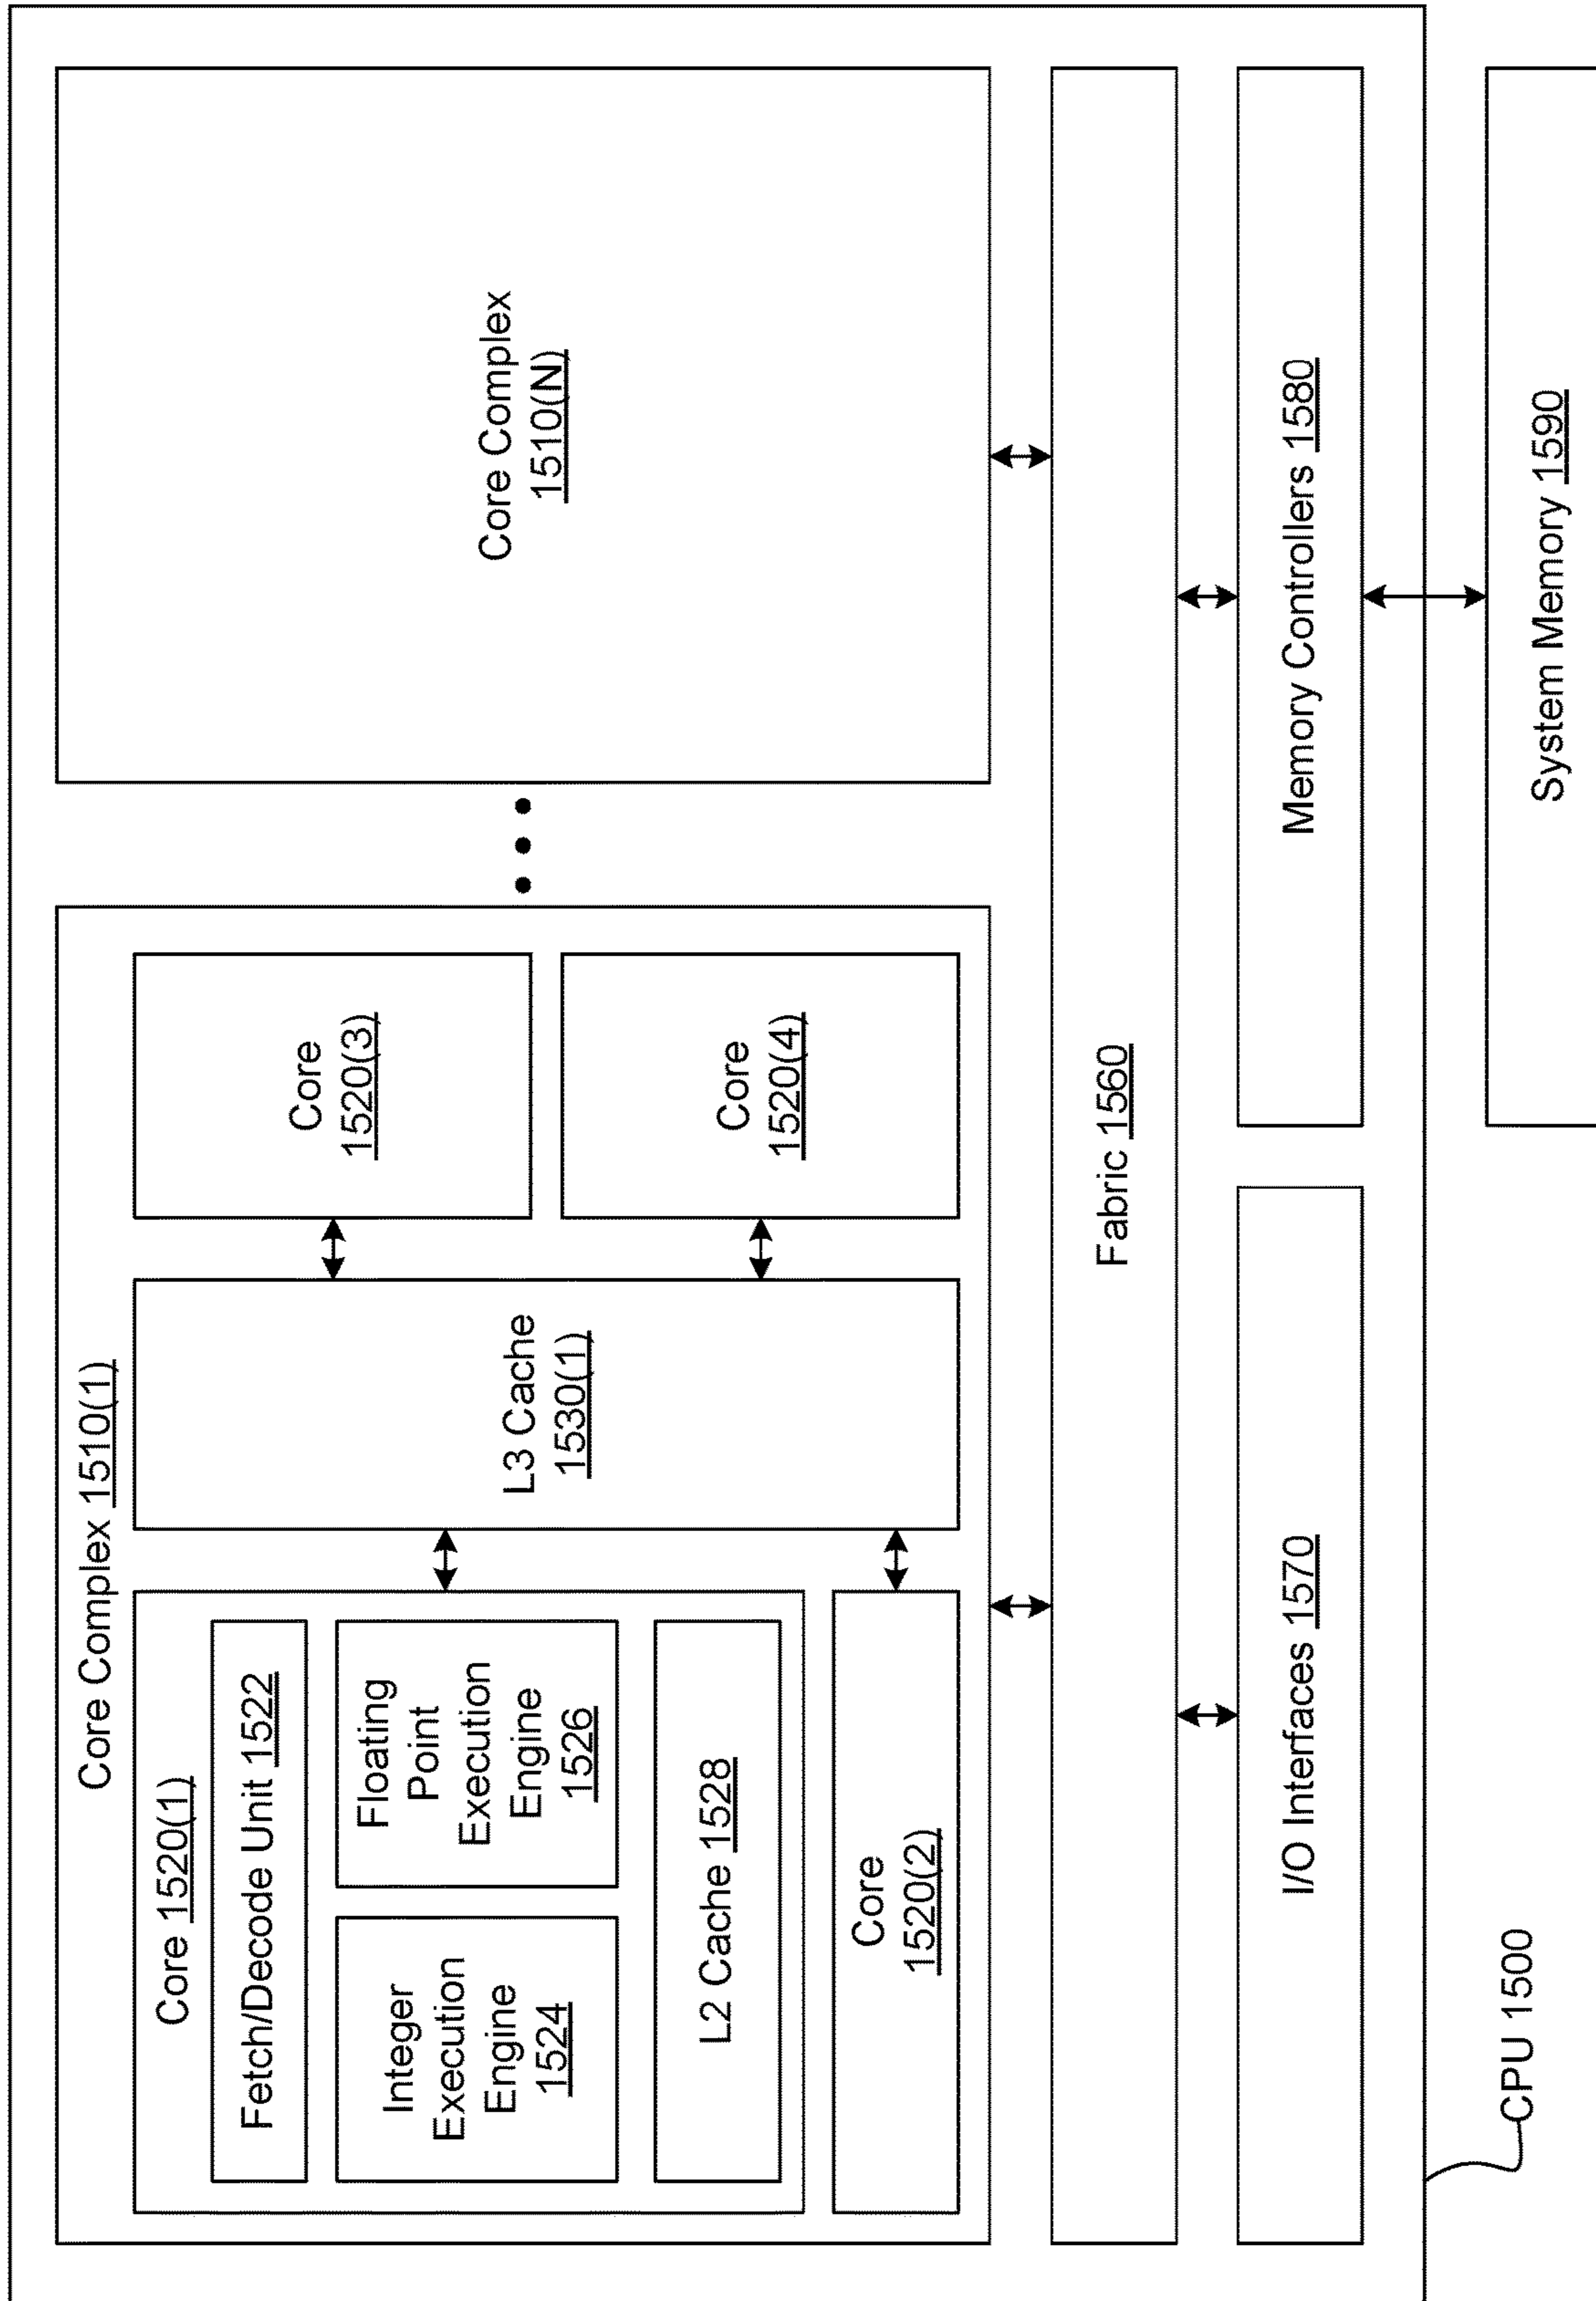 Core Complex 1510(1)
Core 1520(1)
Fetch/Decode Unit 1522
Integer
Execution
Engine
1524
Floating
Point
Execution
Engine
1526
L2 Cache 1528
Core
1520(2)
L3 Cache
1530(1)
Core
1520(3)
Core
1520(4)
Core Complex
1510(N)
Fabric 1560
I/O Interfaces 1570
Memory Controllers 1580
CPU 1500
System Memory 1590